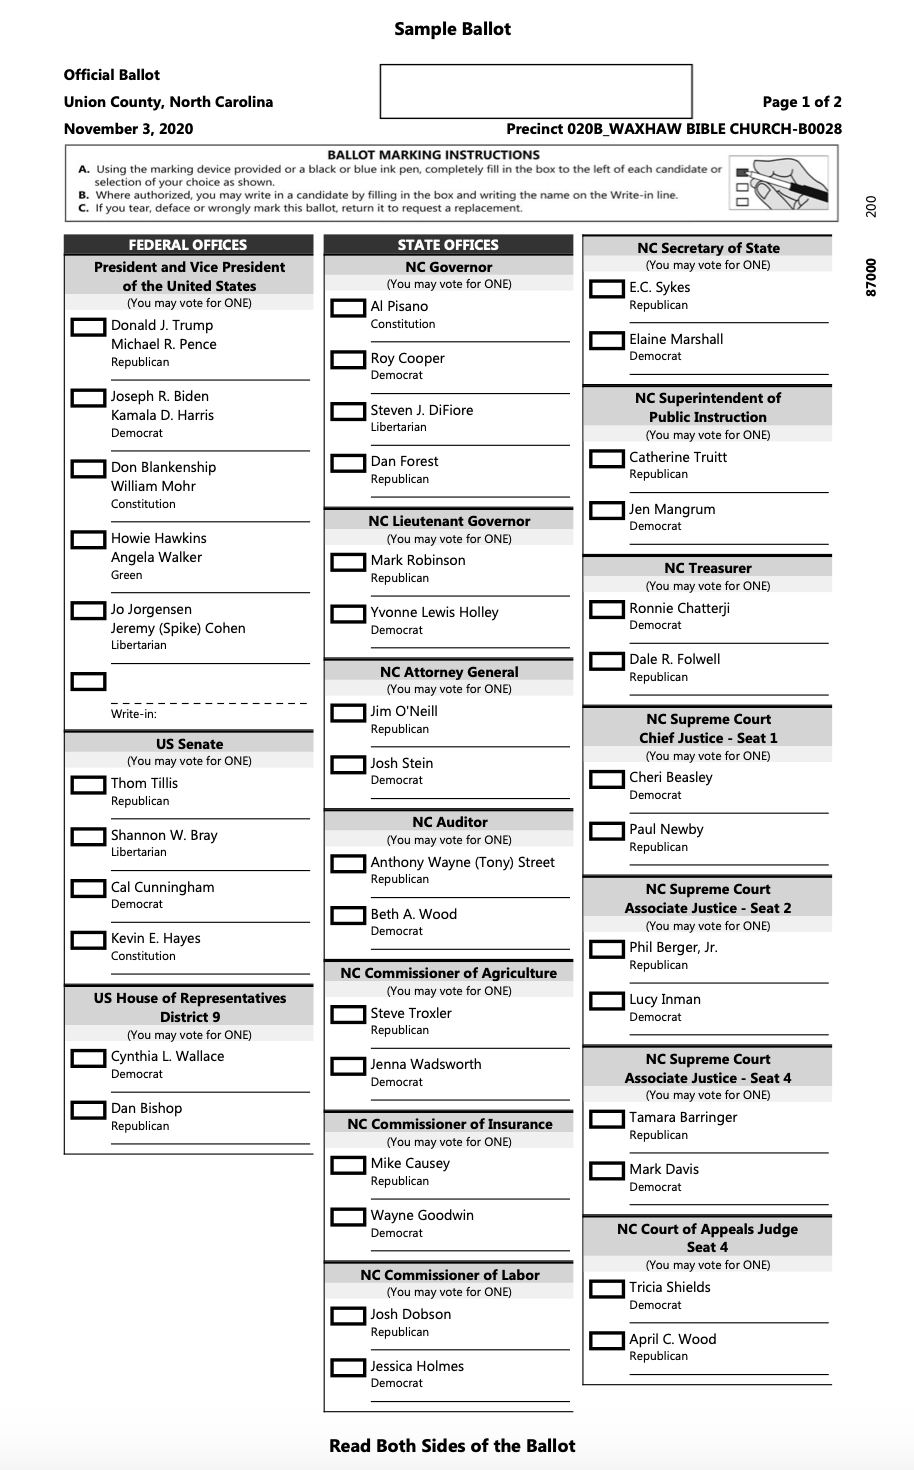 Sample Ballot
Official Ballot
Union County, North Carolina
November 3, 2020
Page 1 of 2
Precinct 020B_WAXHAW BIBLE CHURCH-B0028
BALLOT MARKING INSTRUCTIONS
A. Using the marking device provided or a black or blue ink pen, completely fill in the box to the left of each candidate or
selection of your choice as shown.
B. Where authorized, you may write in a candidate by filling in the box and writing the name on the Write-in line.
C. If you tear, deface or wrongly mark this ballot, return it to request a replacement.
200
87000
FEDERAL OFFICES
President and Vice President
of the United States
(You may vote for ONE)
Donald J. Trump
Michael R. Pence
Republican
Joseph R. Biden
Kamala D. Harris
Democrat
Don Blankenship
William Mohr
Constitution
Howie Hawkins
Angela Walker
Green
Jo Jorgensen
Jeremy (Spike) Cohen
Libertarian
Write-in:
US Senate
(You may vote for ONE)
Thom Tillis
Republican
Shannon W. Bray
Libertarian
Cal Cunningham
Democrat
Kevin E. Hayes
Constitution
US House of Representatives
District 9
(You may vote for ONE)
Cynthia L. Wallace
Democrat
Dan Bishop
Republican
STATE OFFICES
NC Governor
(You may vote for ONE)
Al Pisano
Constitution
Roy Cooper
Democrat
Steven J. DiFiore
Libertarian
Dan Forest
Republican
NC Lieutenant Governor
(You may vote for ONE)
Mark Robinson
Republican
Yvonne Lewis Holley
Democrat
NC Attorney General
(You may vote for ONE)
Jim O'Neill
Republican
Josh Stein
Democrat
NC Auditor
(You may vote for ONE)
Anthony Wayne (Tony) Street
Republican
Beth A. Wood
Democrat
NC Commissioner of Agriculture
(You may vote for ONE)
Steve Troxler
Republican
Jenna Wadsworth
Democrat
NC Commissioner of Insurance
(You may vote for ONE)
Mike Causey
Republican
Wayne Goodwin
Democrat
NC Commissioner of Labor
(You may vote for ONE)
Josh Dobson
Republican
Jessica Holmes
Democrat
NC Secretary of State
(You may vote for ONE)
E.C. Sykes
Republican
Elaine Marshall
Democrat
NC Superintendent of
Public Instruction
(You may vote for ONE)
Catherine Truitt
Republican
Jen Mangrum
Democrat
NC Treasurer
(You may vote for ONE)
Ronnie Chatterji
Democrat
Dale R. Folwell
Republican
NC Supreme Court
Chief Justice - Seat 1
(You may vote for ONE)
Cheri Beasley
Democrat
Paul Newby
Republican
NC Supreme Court
Associate Justice - Seat 2
(You may vote for ONE)
Phil Berger, Jr.
Republican
Lucy Inman
Democrat
NC Supreme Court
Associate Justice - Seat 4
(You may vote for ONE)
Tamara Barringer
Republican
Mark Davis
Democrat
NC Court of Appeals Judge
Seat 4
(You may vote for ONE)
Tricia Shields
Democrat
April C. Wood
Republican
Read Both Sides of the Ballot